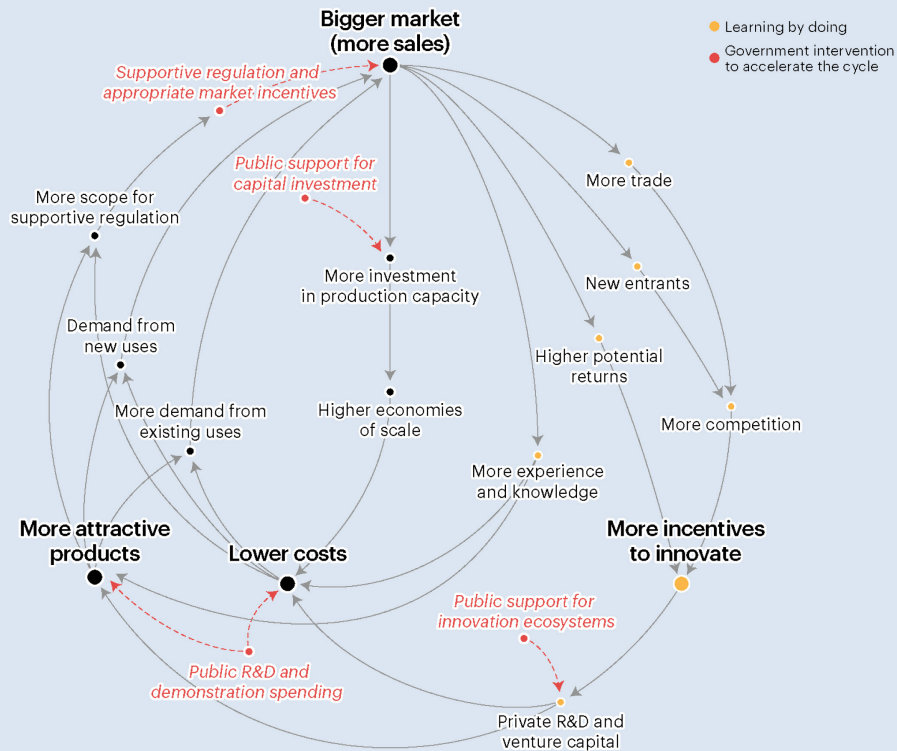 Bigger market
(more sales)
Learning by doing
Government intervention
to accelerate the cycle
Supportive regulation and
appropriate market incentives
Public support for
capital investment
More trade
More scope for
supportive regulation
More investment
in production capacity
New entrants
Demand from
new uses
Higher potential
returns
More demand from
existing uses
Higher economies
of scale
More competition
More experience
and knowledge
More attractive
products
Lower costs
More incentives
to innovate
Public support for
innovation ecosystems
Public R&D and
demonstration spending
Private R&D and
venture capital